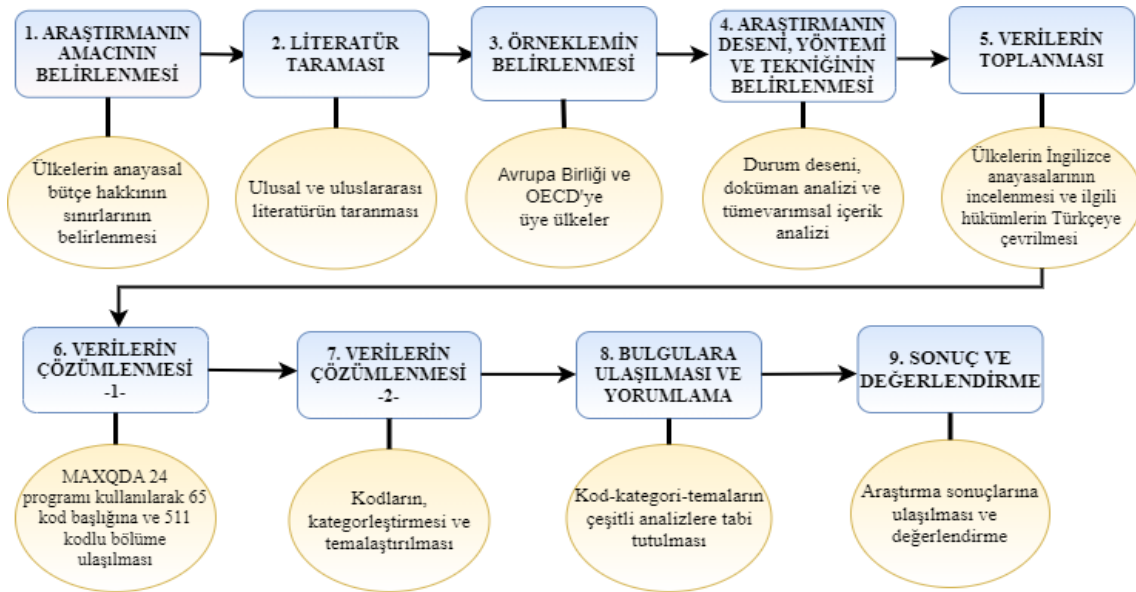 1. ARAŞTIRMANIN
AMACININ
BELİRLENMESİ
2. LİTERATÜR
TARAMASI
3. ÖRNEKLEMİN
BELİRLENMESİ
4. ARAŞTIRMANIN
DESENİ, YÖNTEMİ
VE TEKNİĞİNİN
BELİRLENMESİ
5. VERİLERİN
TOPLANMASI
Ülkelerin anayasal
bütçe hakkının
sınırlarının
belirlenmesi
Ulusal ve uluslararası
literatürün taranması
Avrupa Birliği ve
OECD'ye
üye ülkeler
Durum deseni,
doküman analizi ve
tümevarımsal içerik
analizi
Ülkelerin İngilizce
anayasalarının
incelenmesi ve ilgili
hükümlerin Türkçeye
çevrilmesi
6. VERİLERİN
ÇÖZÜMLENMESİ
-1-
7. VERİLERİN
ÇÖZÜMLENMESİ
-2-
8. BULGULARA
ULAŞILMASI VE
YORUMLAMA
9. SONUÇ VE
DEĞERLENDİRME
MAXQDA 24
programı kullanılarak 65
kod başlığına ve 511
kodlu bölüme
ulaşılması
Kodların,
kategorleştirmesi ve
temalaştırılması
Kod-kategori-temaların
çeşitli analizlere tabi
tutulması
Araştırma sonuçlarına
ulaşılması ve
değerlendirme